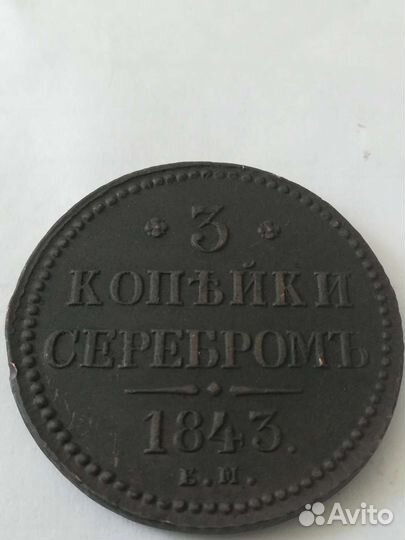 3
КОПѢЙКИ
СЕРЕБРОМЪ
1843.
Е.М.
Avito